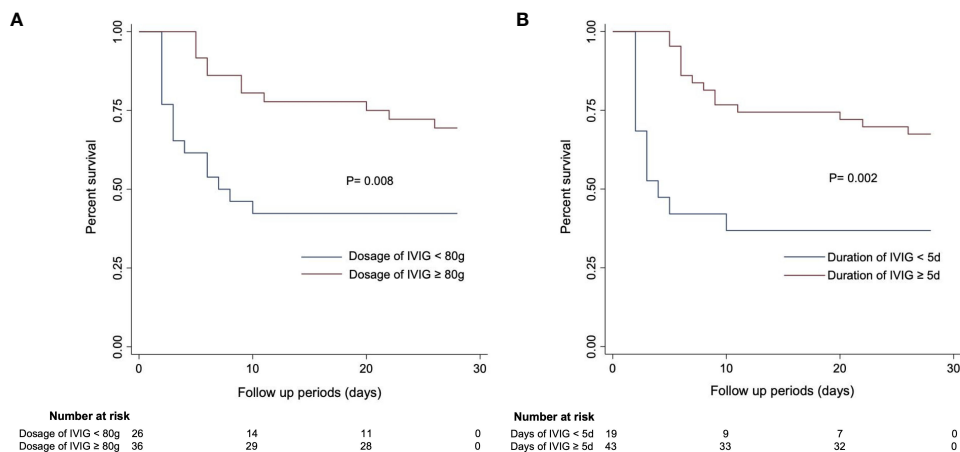 A
1.00
0.75
0.50
0.25
0.00
Percent survival
P= 0.008
Dosage of IVIG < 80g
Dosage of IVIG ≥ 80g
0 10 20 30
Follow up periods (days)
Number at risk
Dosage of IVIG < 80g 26 14 11 0
Dosage of IVIG ≥ 80g 36 29 28 0
B
1.00
0.75
0.50
0.25
0.00
Percent survival
P= 0.002
Duration of IVIG < 5d
Duration of IVIG ≥ 5d
0 10 20 30
Follow up periods (days)
Number at risk
Days of IVIG < 5d 19 9 7 0
Days of IVIG ≥ 5d 43 33 32 0